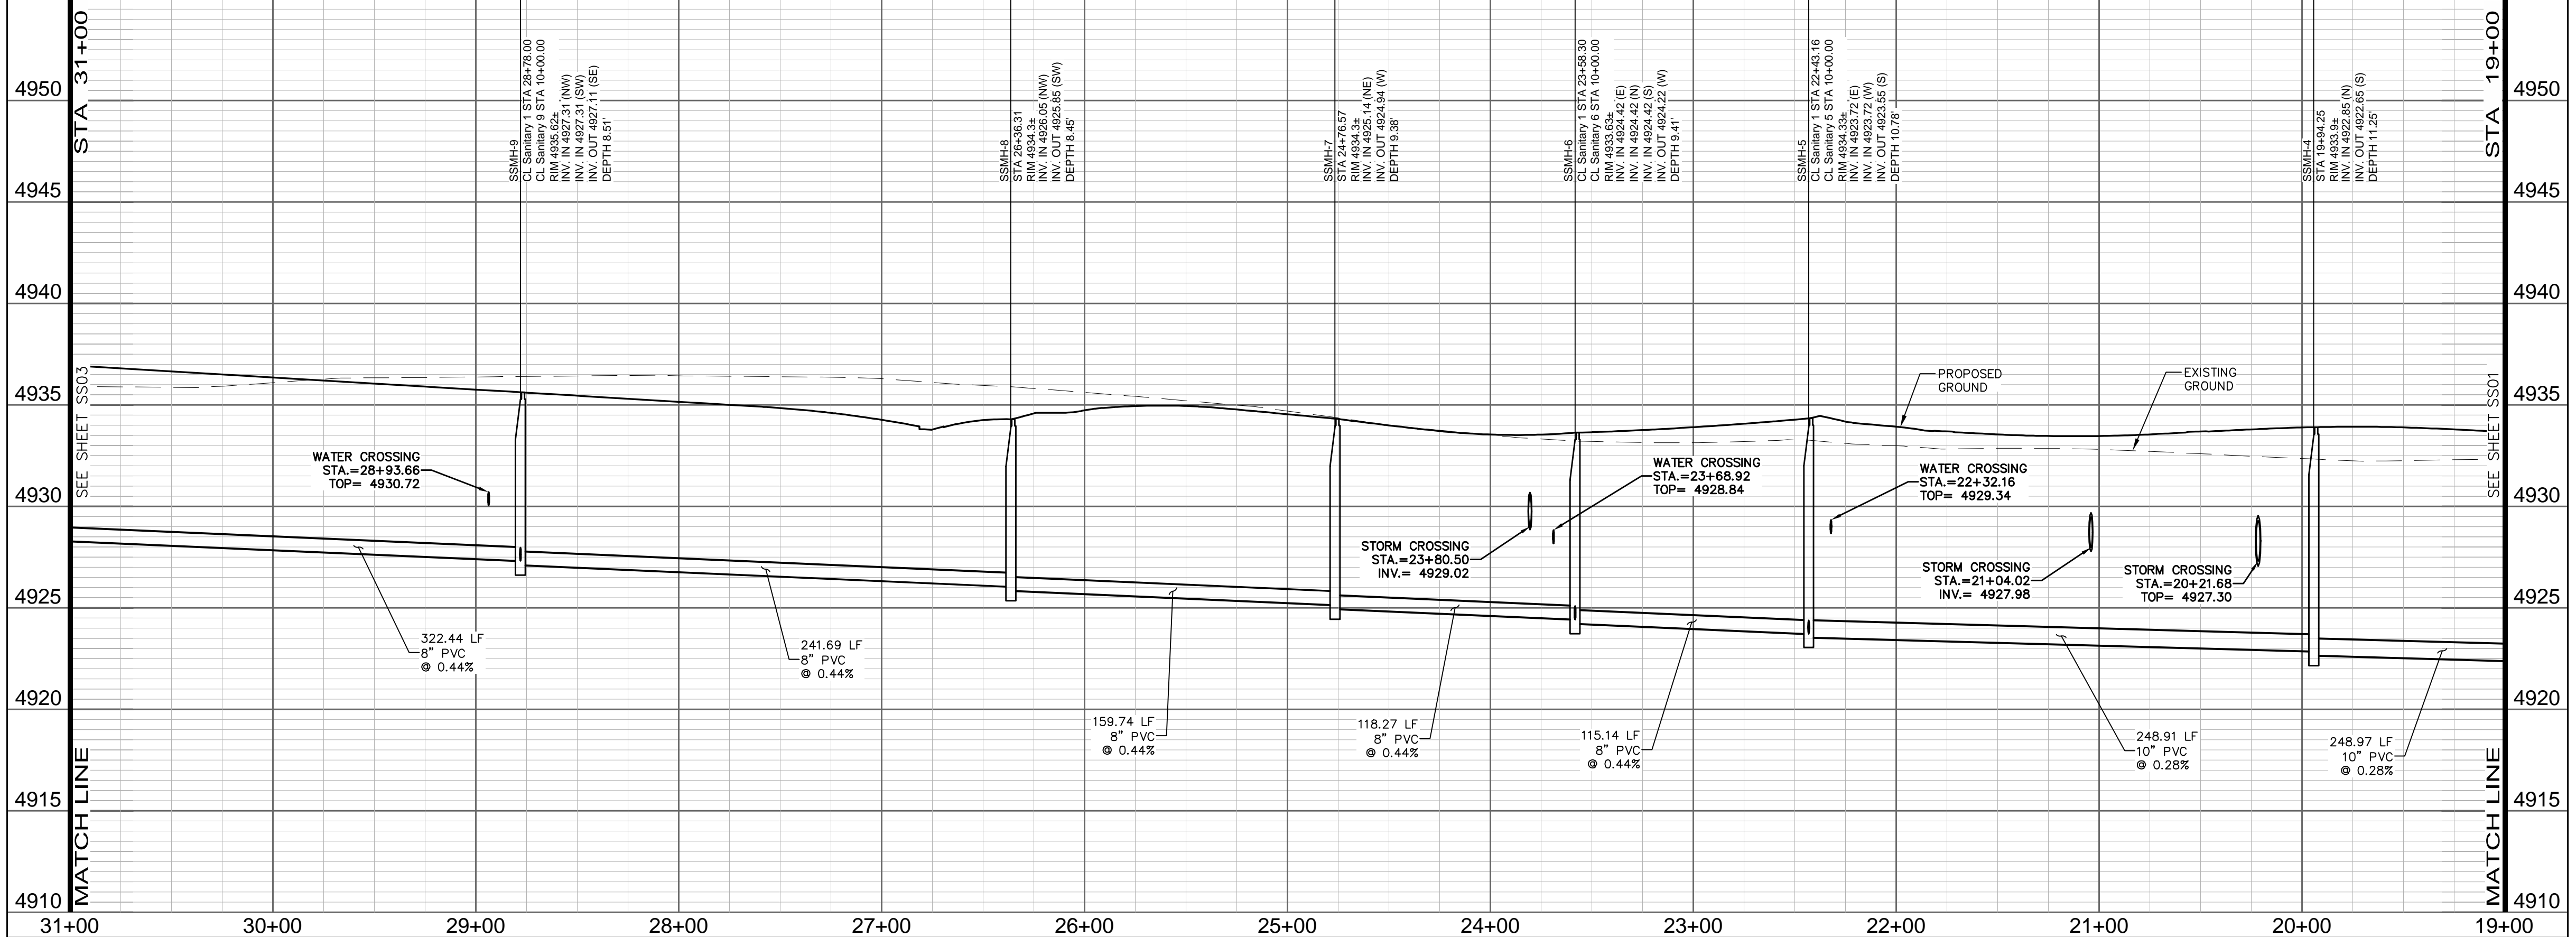 STA 31+00
SEE SHEET SS03
MATCH LINE
4950
4945
4940
4935
4930
4925
4920
4915
4910
SSMH-9
CL Sanitary 1 STA 28+78.00
CL Sanitary 9 STA 10+00.00
RIM 4935.62±
INV. IN 4927.31 (NW)
INV. IN 4927.31 (SW)
INV. OUT 4927.11 (SE)
DEPTH 8.51'
SSMH-8
STA 26+36.31
RIM 4934.3±
INV. IN 4926.05 (NW)
INV. OUT 4925.85 (SW)
DEPTH 8.45'
SSMH-7
STA 24+76.57
RIM 4934.3±
INV. IN 4925.14 (NE)
INV. OUT 4924.94 (W)
DEPTH 9.38'
SSMH-6
CL Sanitary 1 STA 23+58.30
CL Sanitary 6 STA 10+00.00
RIM 4933.63±
INV. IN 4924.42 (E)
INV. IN 4924.42 (N)
INV. IN 4924.42 (S)
INV. OUT 4924.22 (W)
DEPTH 9.41'
SSMH-5
CL Sanitary 1 STA 22+43.16
CL Sanitary 5 STA 10+00.00
RIM 4934.33±
INV. IN 4923.72 (E)
INV. IN 4923.72 (W)
INV. OUT 4923.55 (S)
DEPTH 10.78'
SSMH-4
STA 19+94.25
RIM 4933.9±
INV. IN 4922.85 (N)
INV. OUT 4922.65 (S)
DEPTH 11.25'
WATER CROSSING
STA.=28+93.66
TOP= 4930.72
STORM CROSSING
STA.=23+80.50
INV.= 4929.02
WATER CROSSING
STA.=23+68.92
TOP= 4928.84
WATER CROSSING
STA.=22+32.16
TOP= 4929.34
PROPOSED
GROUND
EXISTING
GROUND
STORM CROSSING
STA.=21+04.02
INV.= 4927.98
STORM CROSSING
STA.=20+21.68
TOP= 4927.30
322.44 LF
8" PVC
@ 0.44%
241.69 LF
8" PVC
@ 0.44%
159.74 LF
8" PVC
@ 0.44%
118.27 LF
8" PVC
@ 0.44%
115.14 LF
8" PVC
@ 0.44%
248.91 LF
10" PVC
@ 0.28%
248.97 LF
10" PVC
@ 0.28%
STA 19+00
SEE SHEET SS01
MATCH LINE
4950
4945
4940
4935
4930
4925
4920
4915
4910
31+00 30+00 29+00 28+00 27+00 26+00 25+00 24+00 23+00 22+00 21+00 20+00 19+00